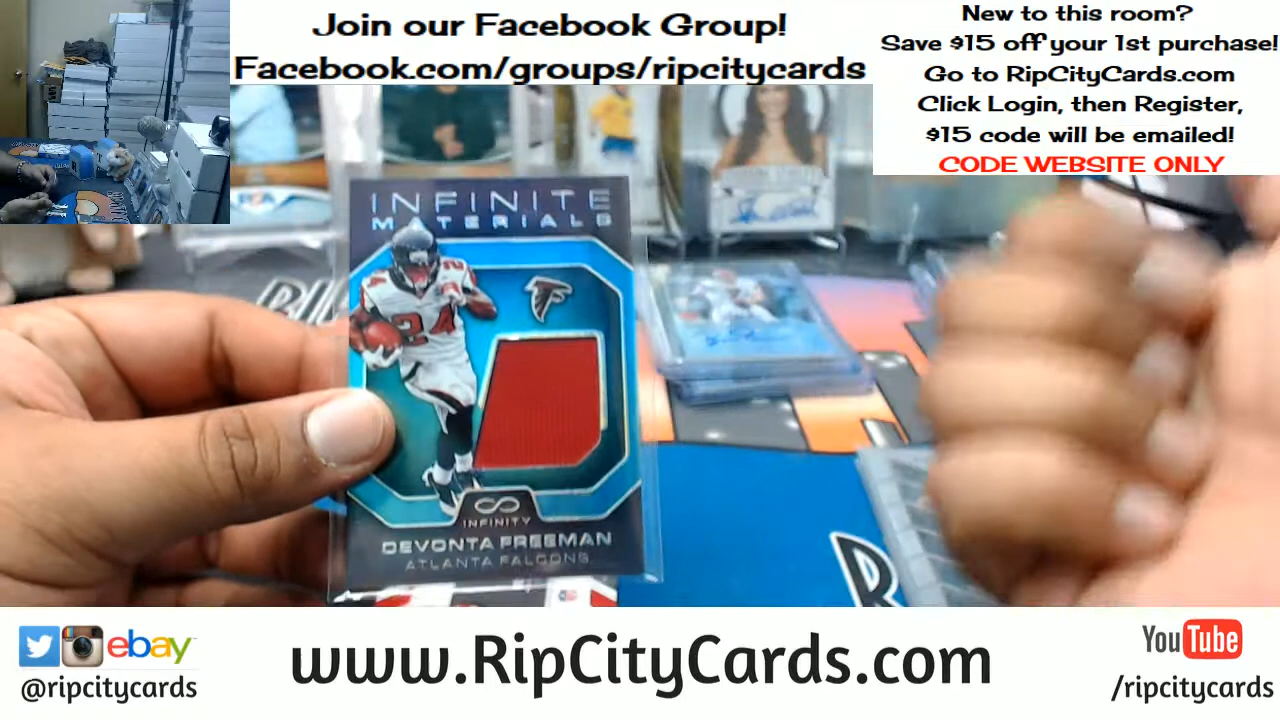 Join our Facebook Group!
Facebook.com/groups/ripcitycards
New to this room?
Save $15 off your 1st purchase!
Go to RipCityCards.com
Click Login, then Register,
$15 code will be emailed!
CODE WEBSITE ONLY
PSA
INFINITE
MATERIALS
24
24
INFINITY
DEVONTA FREEMAN
ATLANTA FALCONS
ebay
@ripcitycards
www.RipCityCards.com
YouTube
/ripcitycards